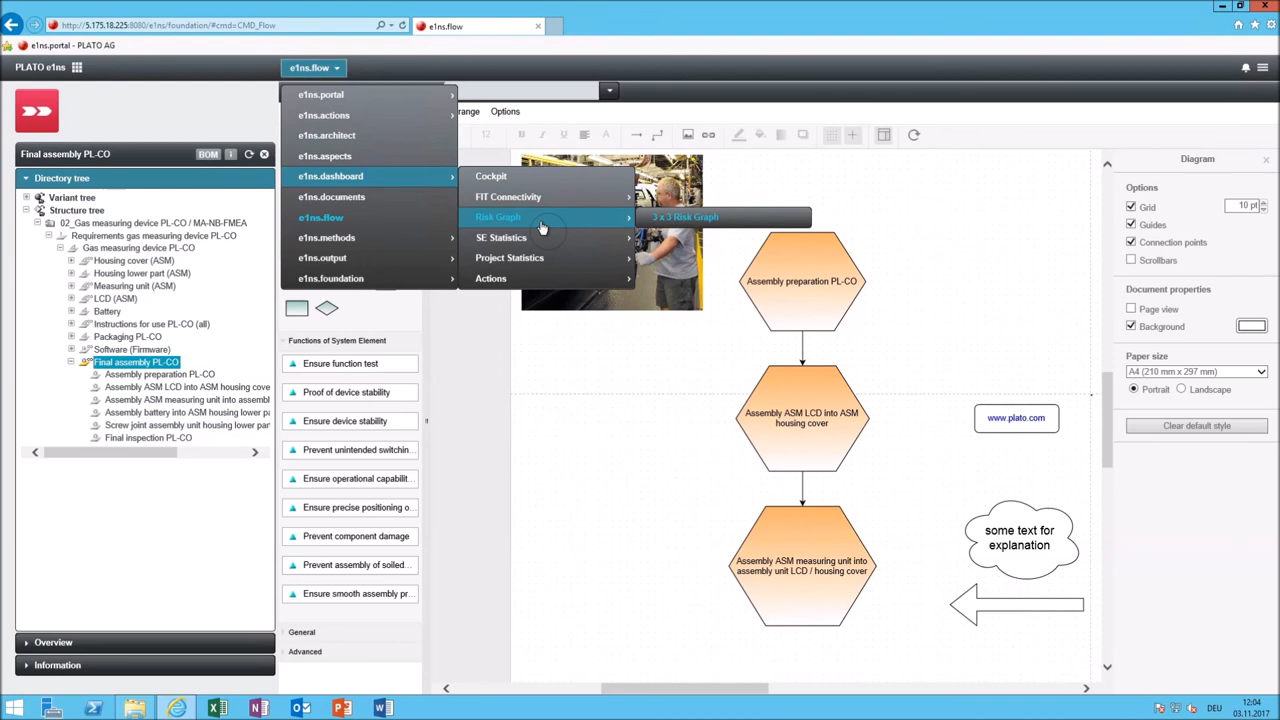 http://5.175.18.225:8080/e1ns/foundation/#cmd=CMD_Flow
e1ns.flow
e1ns.portal - PLATO AG
PLATO e1ns
e1ns.flow
e1ns.portal
e1ns.actions
e1ns.architect
e1ns.aspects
e1ns.dashboard
e1ns.documents
e1ns.flow
e1ns.methods
e1ns.output
e1ns.foundation
Cockpit
FIT Connectivity
Risk Graph
SE Statistics
Project Statistics
Actions
3 x 3 Risk Graph
Options
12
B
I
U
A
Final assembly PL-CO
BOM
i
Directory tree
Variant tree
Structure tree
02_Gas measuring device PL-CO / MA-NB-FMEA
Requirements gas measuring device PL-CO
Gas measuring device PL-CO
Housing cover (ASM)
Housing lower part (ASM)
Measuring unit (ASM)
LCD (ASM)
Battery
Instructions for use PL-CO (all)
Packaging PL-CO
Software (Firmware)
Final assembly PL-CO
Assembly preparation PL-CO
Assembly ASM LCD into ASM housing cove
Assembly ASM measuring unit into assemb
Assembly battery into ASM housing lower pa
Screw joint assembly unit housing lower par
Final inspection PL-CO
Overview
Information
Functions of System Element
Ensure function test
Proof of device stability
Ensure device stability
Prevent unintended switchin...
Ensure operational capabilit...
Ensure precise positioning o...
Prevent component damage
Prevent assembly of soiled...
Ensure smooth assembly pr...
General
Advanced
Assembly preparation PL-CO
Assembly ASM LCD into ASM
housing cover
Assembly ASM measuring unit into
assembly unit LCD / housing cover
www.plato.com
some text for
explanation
Diagram
Options
Grid
10 pt
Guides
Connection points
Scrollbars
Document properties
Page view
Background
Paper size
A4 (210 mm x 297 mm)
Portrait
Landscape
Clear default style
DEU
12:04
03.11.2017